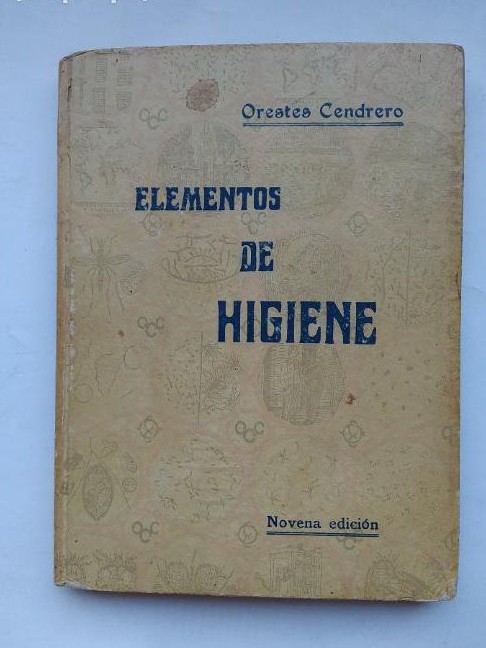 Orestes Cendrero
ELEMENTOS
DE
HIGIENE
Novena edición